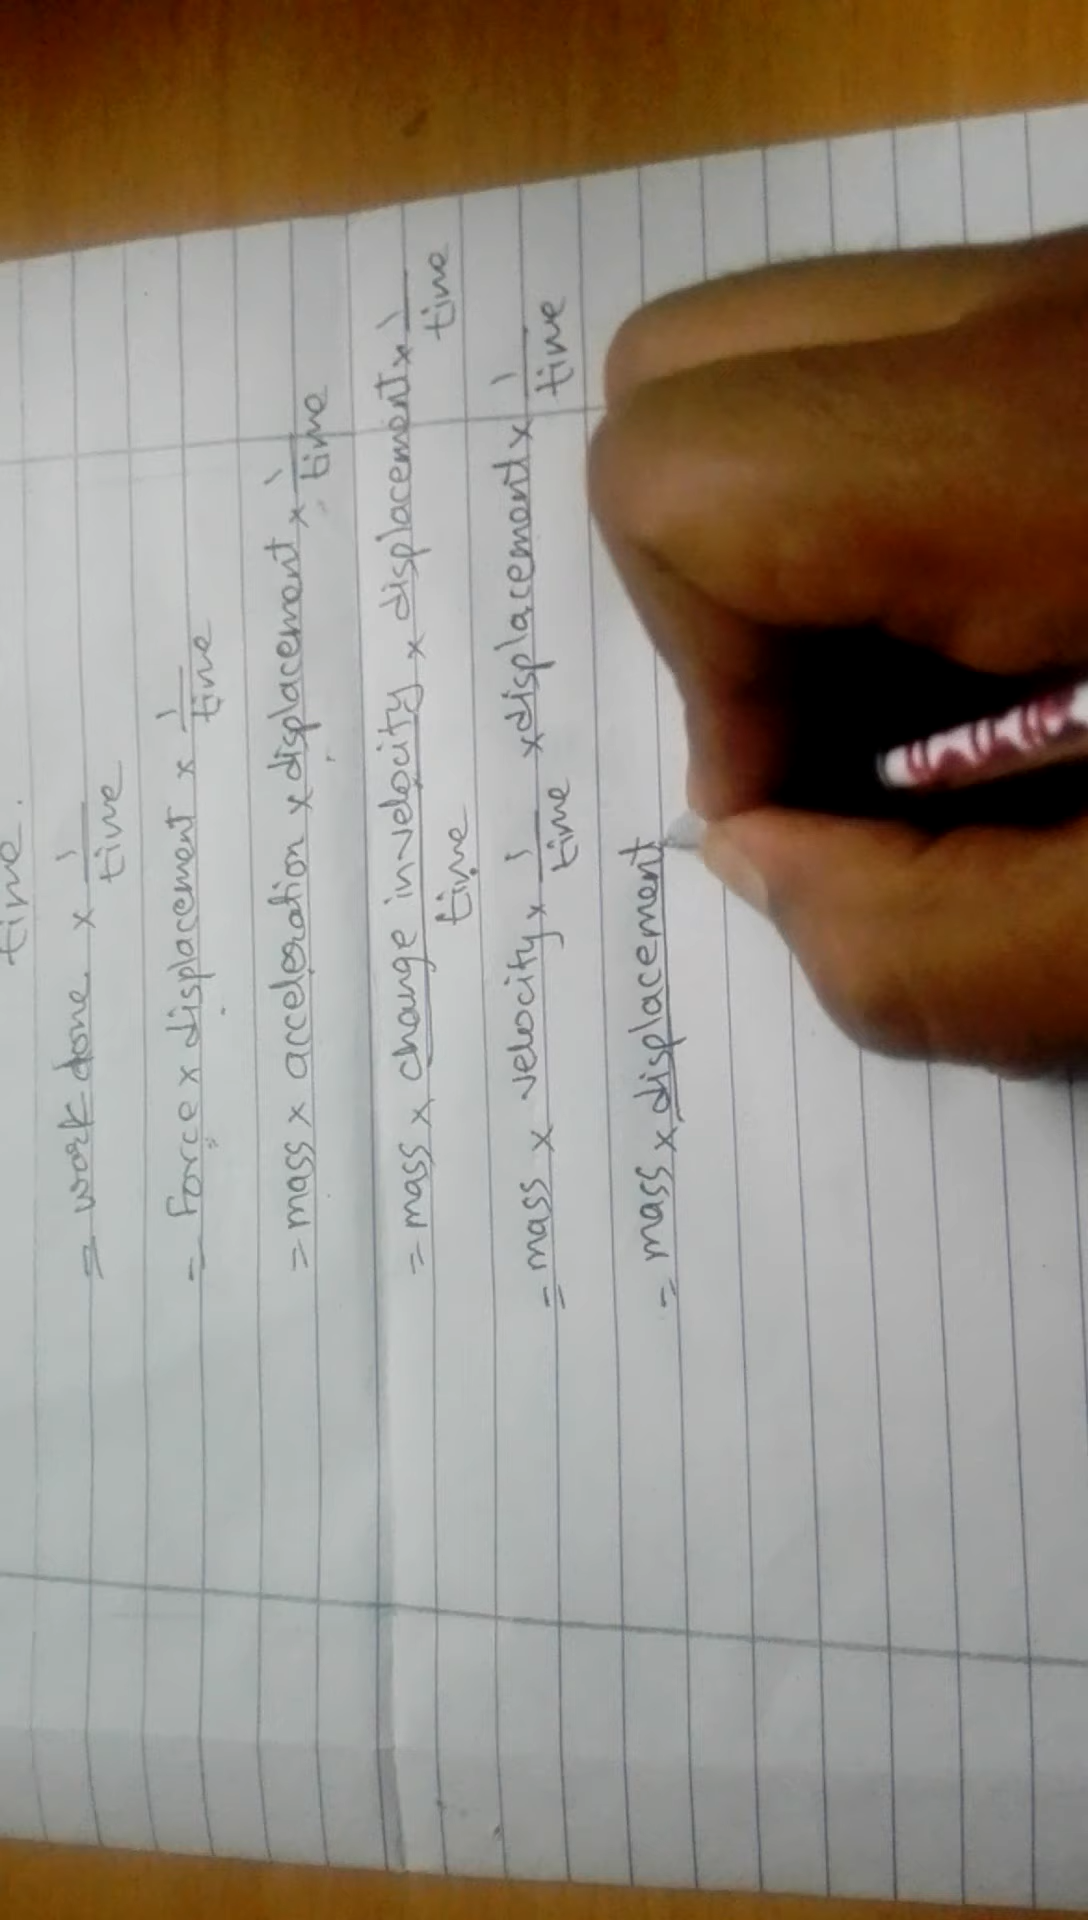 time.
= work done × 1/time
= Force × displacement × 1/time
= mass × acceleration × displacement × 1/time
= mass × change in velocity/time × displacement × 1/time
= mass × velocity × 1/time × displacement × 1/time
= mass × displacement